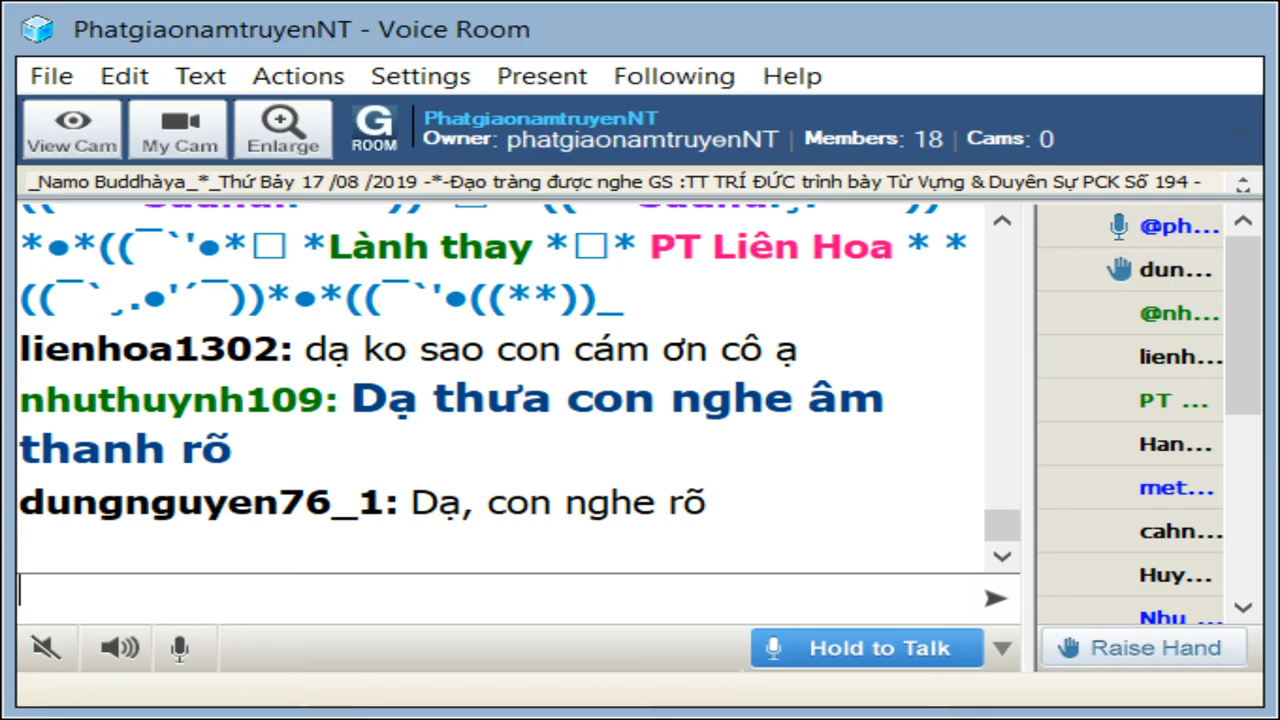 PhatgiaonamtruyenNT - Voice Room
File Edit Text Actions Settings Present Following Help
View Cam My Cam Enlarge G ROOM
PhatgiaonamtruyenNT
Owner: phatgiaonamtruyenNT | Members: 18 | Cams: 0
_Namo Buddhàya_*_Thứ Bảy 17 /08 /2019 -*-Đạo tràng được nghe GS :TT TRÍ ĐỨC trình bày Từ Vựng & Duyên Sự PCK Số 194 -
*●*((¯`'●*□ *Lành thay *□* PT Liên Hoa * *
((¯`¸.●'´¯))*●*((¯`'●((**))_
lienhoa1302: dạ ko sao con cám ơn cô ạ
nhuthuynh109: Dạ thưa con nghe âm
thanh rõ
dungnguyen76_1: Dạ, con nghe rõ
@ph...
dun...
@nh...
lienh...
PT ...
Han...
met...
cahn...
Huy...
Nhu ...
Hold to Talk
Raise Hand